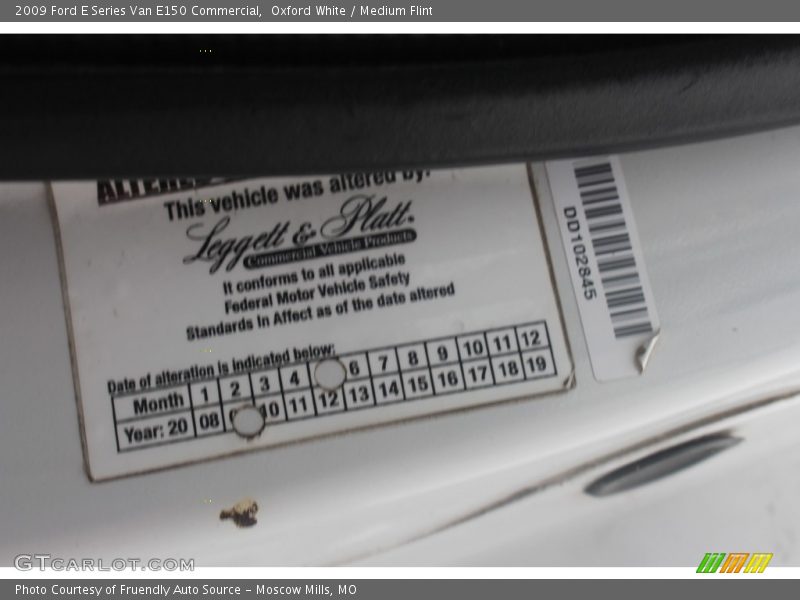 2009 Ford E Series Van E150 Commercial, Oxford White / Medium Flint
ALTERED
This vehicle was altered by:
Leggett & Platt.
Commercial Vehicle Products
It conforms to all applicable
Federal Motor Vehicle Safety
Standards In Affect as of the date altered
Date of alteration is indicated below:
Month 1 2 3 4 6 7 8 9 10 11 12
Year: 20 08 10 11 12 13 14 15 16 17 18 19
DD102845
GTCARLOT.COM
Photo Courtesy of Fruendly Auto Source – Moscow Mills, MO